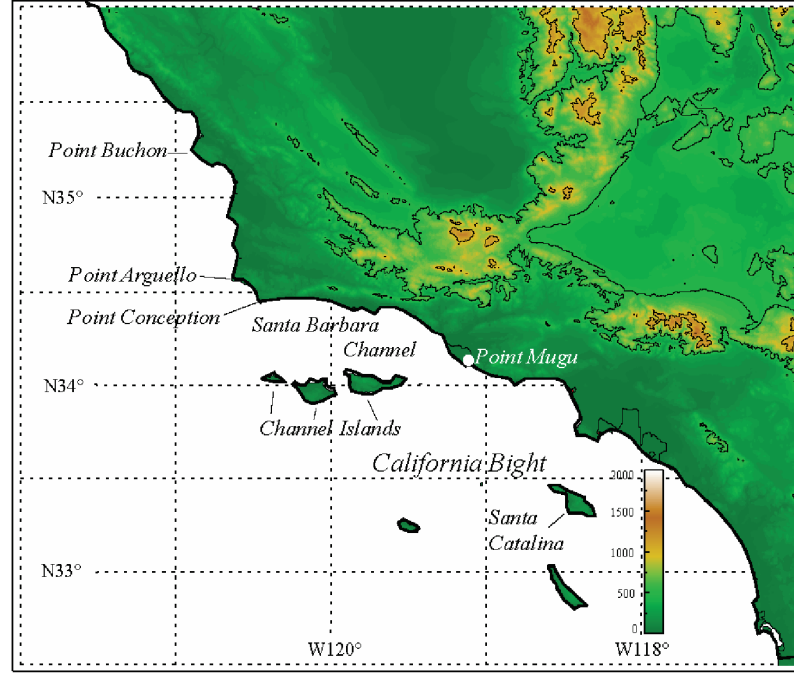 Point Buchon
N35°
Point Arguello
Point Conception
Santa Barbara
Channel
Point Mugu
N34°
Channel Islands
California Bight
2000
Santa
1500
Catalina
1000
N33°
500
0
W120°
W118°